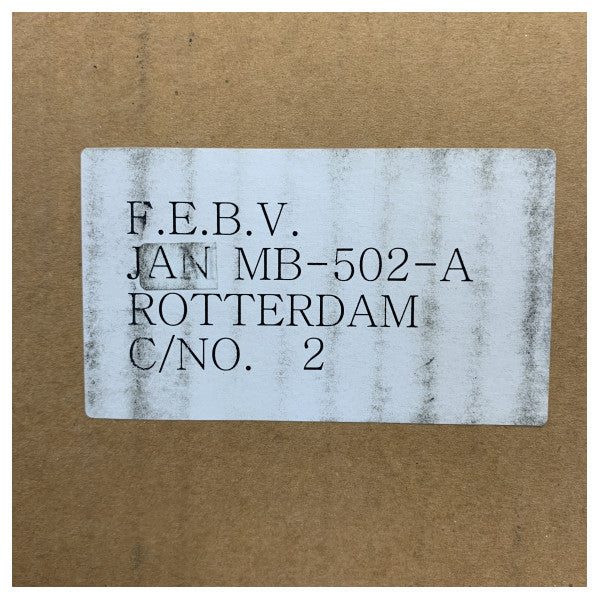 F.E.B.V.
JAN MB-502-A
ROTTERDAM
C/NO. 2